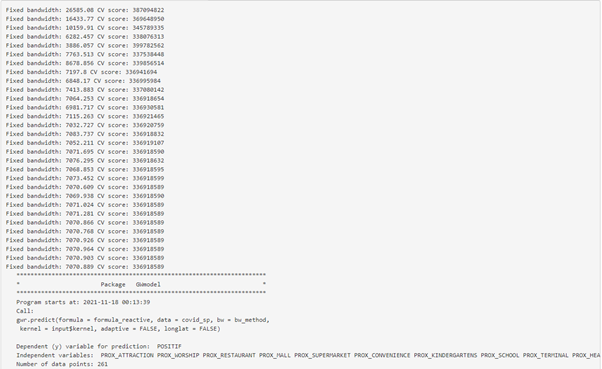 Fixed bandwidth: 26585.08 CV score: 387094822
Fixed bandwidth: 16433.77 CV score: 369648950
Fixed bandwidth: 10159.91 CV score: 345789335
Fixed bandwidth: 6282.457 CV score: 338076313
Fixed bandwidth: 3886.057 CV score: 399782562
Fixed bandwidth: 7763.513 CV score: 337538448
Fixed bandwidth: 8678.856 CV score: 339856514
Fixed bandwidth: 7197.8 CV score: 336941694
Fixed bandwidth: 6848.17 CV score: 336995984
Fixed bandwidth: 7413.883 CV score: 337080142
Fixed bandwidth: 7064.253 CV score: 336918654
Fixed bandwidth: 6981.717 CV score: 336930581
Fixed bandwidth: 7115.263 CV score: 336921465
Fixed bandwidth: 7032.727 CV score: 336920759
Fixed bandwidth: 7083.737 CV score: 336918832
Fixed bandwidth: 7052.211 CV score: 336919107
Fixed bandwidth: 7071.695 CV score: 336918590
Fixed bandwidth: 7076.295 CV score: 336918632
Fixed bandwidth: 7068.853 CV score: 336918595
Fixed bandwidth: 7073.452 CV score: 336918599
Fixed bandwidth: 7070.609 CV score: 336918589
Fixed bandwidth: 7069.938 CV score: 336918590
Fixed bandwidth: 7071.024 CV score: 336918589
Fixed bandwidth: 7071.281 CV score: 336918589
Fixed bandwidth: 7070.866 CV score: 336918589
Fixed bandwidth: 7070.768 CV score: 336918589
Fixed bandwidth: 7070.926 CV score: 336918589
Fixed bandwidth: 7070.964 CV score: 336918589
Fixed bandwidth: 7070.903 CV score: 336918589
Fixed bandwidth: 7070.889 CV score: 336918589
***********************************************************************
* Package GWmodel *
***********************************************************************
Program starts at: 2021-11-18 00:13:39
Call:
gwr.predict(formula = formula_reactive, data = covid_sp, bw = bw_method,
kernel = input$kernel, adaptive = FALSE, longlat = FALSE)
Dependent (y) variable for prediction: POSITIF
Independent variables: PROX_ATTRACTION PROX_WORSHIP PROX_RESTAURANT PROX_MALL PROX_SUPERMARKET PROX_CONVENIENCE PROX_KINDERGARTENS PROX_SCHOOL PROX_TERMINAL PROX_HEA
Number of data points: 261